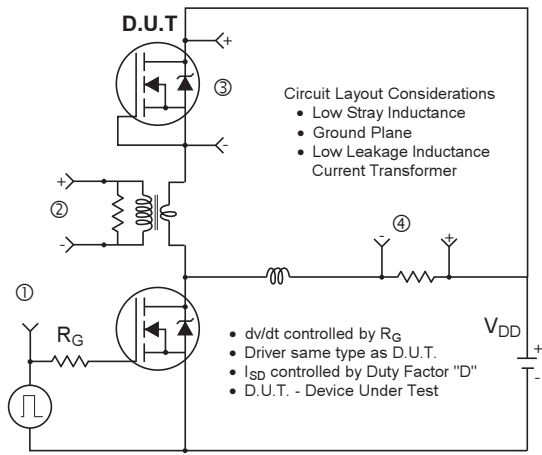 D.U.T
+
③
-
Circuit Layout Considerations
• Low Stray Inductance
• Ground Plane
• Low Leakage Inductance
Current Transformer
+
②
-
④
- +
①
RG
VDD
+
-
• dv/dt controlled by RG
• Driver same type as D.U.T.
• ISD controlled by Duty Factor "D"
• D.U.T. - Device Under Test